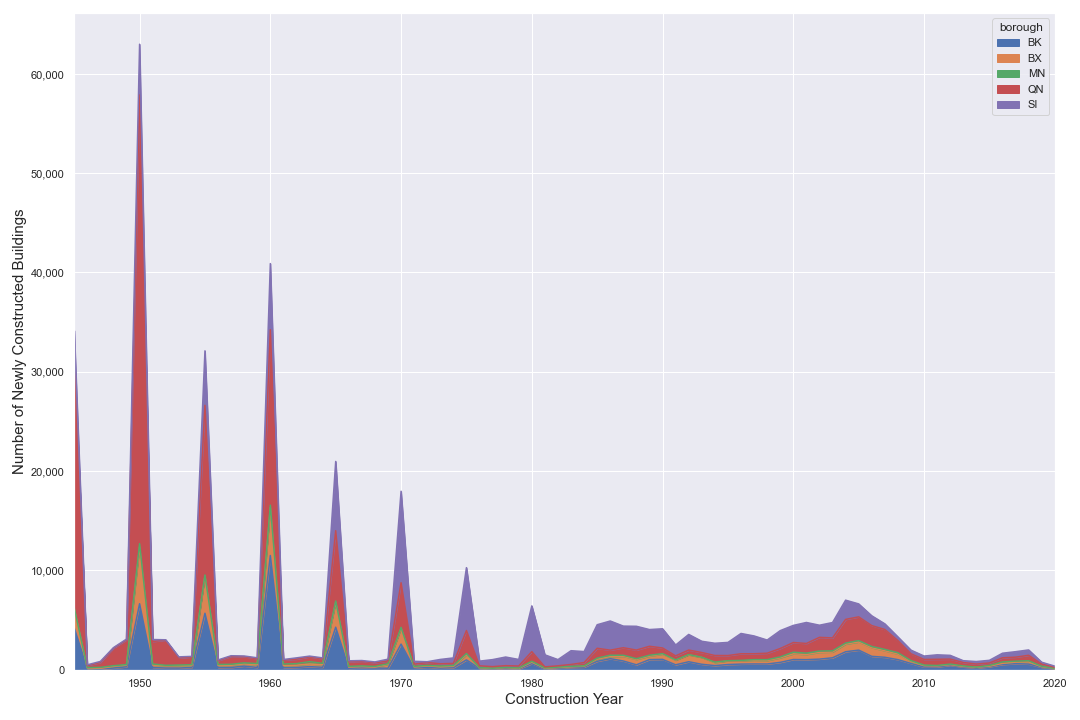 borough
BK
BX
MN
QN
SI
60,000
50,000
40,000
30,000
20,000
10,000
0
Number of Newly Constructed Buildings
1950 1960 1970 1980 1990 2000 2010 2020
Construction Year